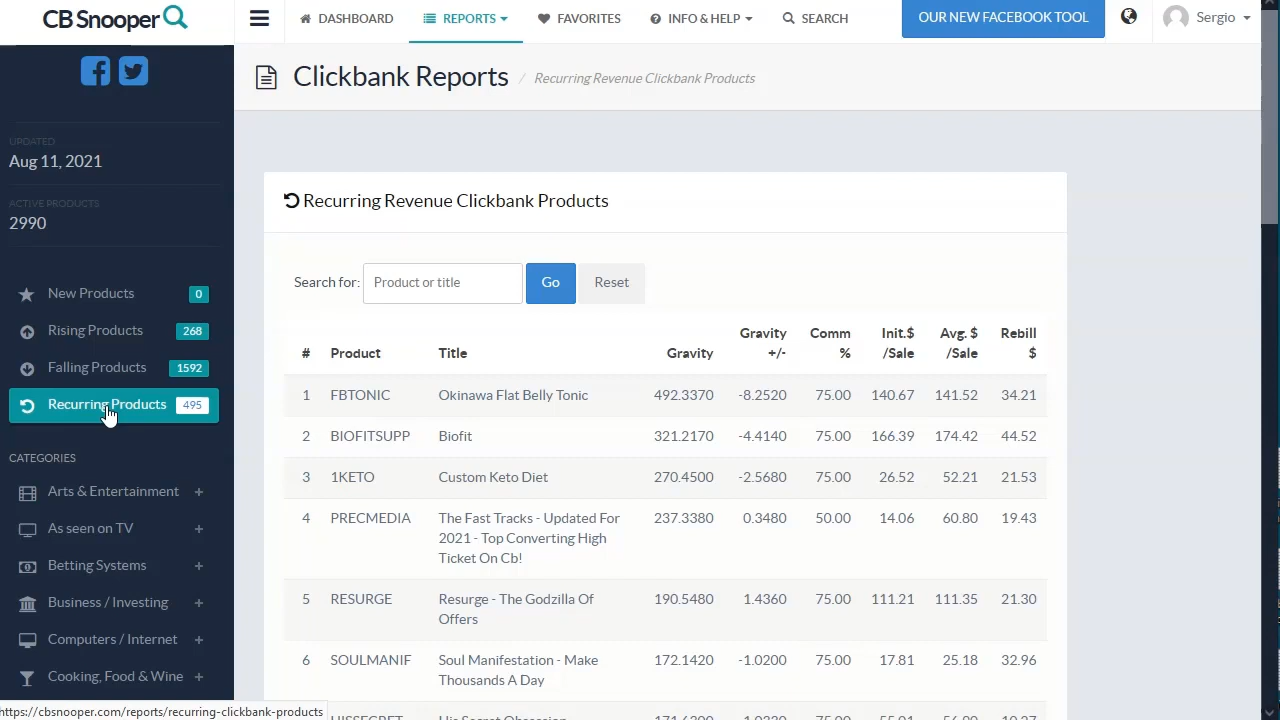 CB Snooper
DASHBOARD
REPORTS
FAVORITES
INFO & HELP
SEARCH
OUR NEW FACEBOOK TOOL
Sergio
Clickbank Reports / Recurring Revenue Clickbank Products
UPDATED
Aug 11, 2021
ACTIVE PRODUCTS
2990
New Products 0
Rising Products 268
Falling Products 1592
Recurring Products 495
CATEGORIES
Arts & Entertainment +
As seen on TV +
Betting Systems +
Business / Investing +
Computers / Internet +
Cooking, Food & Wine +
https://cbsnooper.com/reports/recurring-clickbank-products
Recurring Revenue Clickbank Products
Search for: Product or title Go Reset
# Product Title Gravity Gravity +/- Comm % Init.$ /Sale Avg. $ /Sale Rebill $
1 FBTONIC Okinawa Flat Belly Tonic 492.3370 -8.2520 75.00 140.67 141.52 34.21
2 BIOFITSUPP Biofit 321.2170 -4.4140 75.00 166.39 174.42 44.52
3 1KETO Custom Keto Diet 270.4500 -2.5680 75.00 26.52 52.21 21.53
4 PRECMEDIA The Fast Tracks - Updated For 237.3380 0.3480 50.00 14.06 60.80 19.43
2021 - Top Converting High
Ticket On Cb!
5 RESURGE Resurge - The Godzilla Of 190.5480 1.4360 75.00 111.21 111.35 21.30
Offers
6 SOULMANIF Soul Manifestation - Make 172.1420 -1.0200 75.00 17.81 25.18 32.96
Thousands A Day